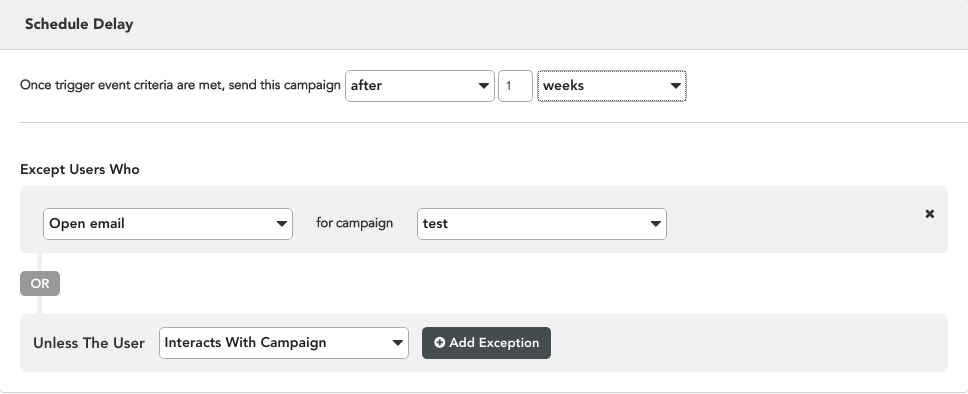 Schedule Delay
Once trigger event criteria are met, send this campaign after 1 weeks
Except Users Who
Open email for campaign test
OR
Unless The User Interacts With Campaign Add Exception